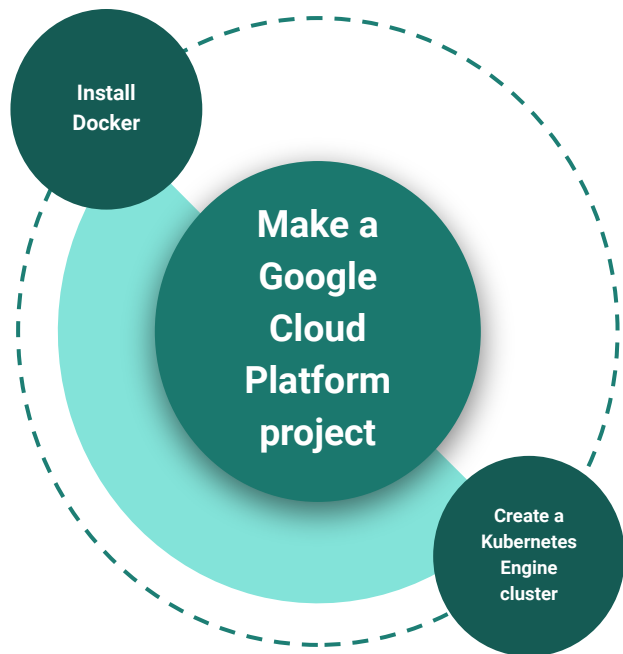 Install
Docker
Make a
Google
Cloud
Platform
project
Create a
Kubernetes
Engine
cluster